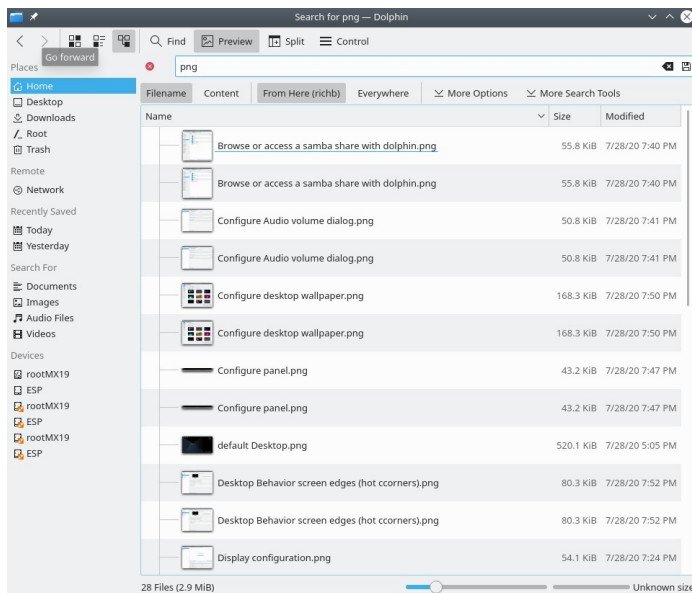 Search for png — Dolphin
Find Preview Split Control
Go forward
Places
Home
Desktop
Downloads
Root
Trash
Remote
Network
Recently Saved
Today
Yesterday
Search For
Documents
Images
Audio Files
Videos
Devices
rootMX19
ESP
rootMX19
ESP
rootMX19
ESP
png
Filename Content From Here (richb) Everywhere More Options More Search Tools
Name Size Modified
Browse or access a samba share with dolphin.png 55.8 KiB 7/28/20 7:40 PM
Browse or access a samba share with dolphin.png 55.8 KiB 7/28/20 7:40 PM
Configure Audio volume dialog.png 50.8 KiB 7/28/20 7:41 PM
Configure Audio volume dialog.png 50.8 KiB 7/28/20 7:41 PM
Configure desktop wallpaper.png 168.3 KiB 7/28/20 7:50 PM
Configure desktop wallpaper.png 168.3 KiB 7/28/20 7:50 PM
Configure panel.png 43.2 KiB 7/28/20 7:47 PM
Configure panel.png 43.2 KiB 7/28/20 7:47 PM
default Desktop.png 520.1 KiB 7/28/20 5:05 PM
Desktop Behavior screen edges (hot ccorners).png 80.3 KiB 7/28/20 7:52 PM
Desktop Behavior screen edges (hot ccorners).png 80.3 KiB 7/28/20 7:52 PM
Display configuration.png 54.1 KiB 7/28/20 7:24 PM
28 Files (2.9 MiB) Unknown size